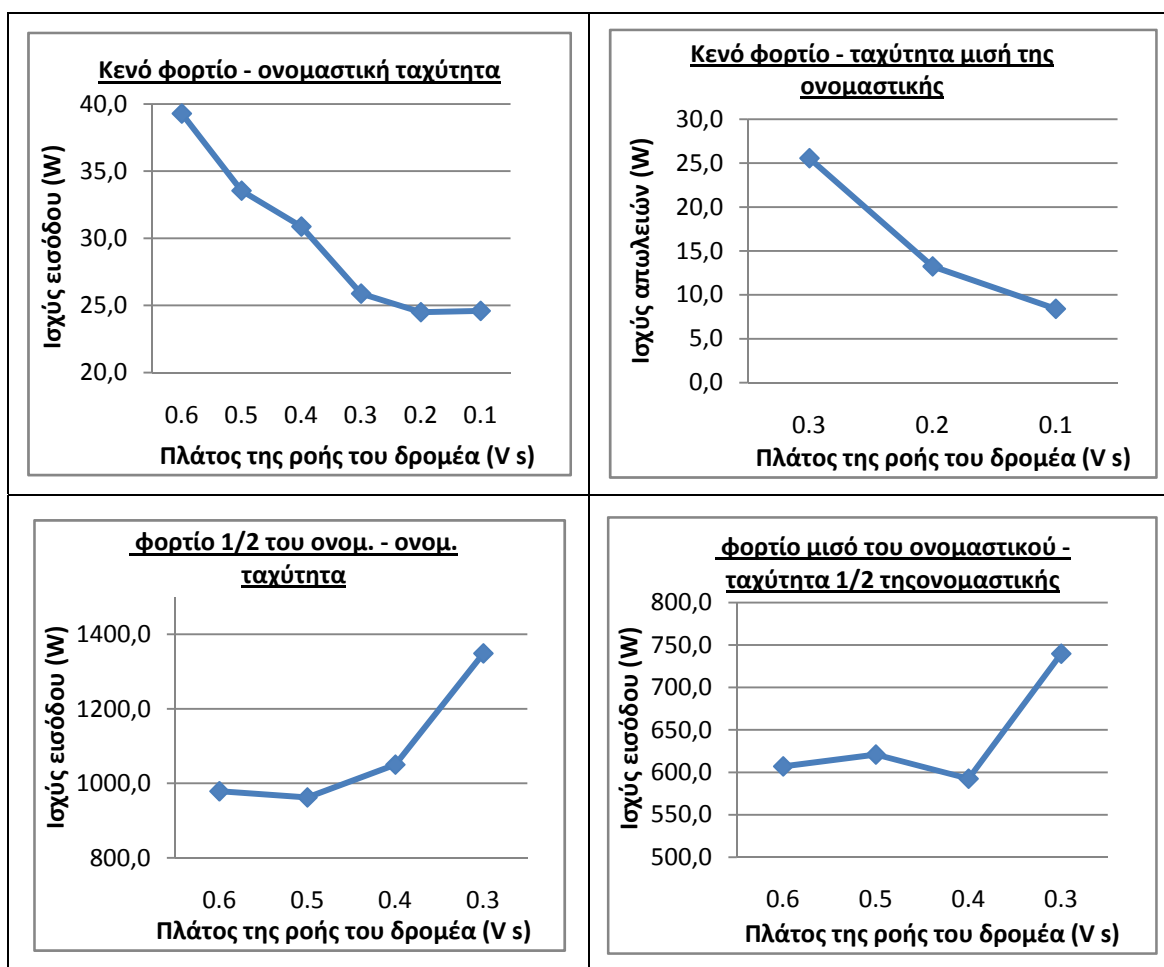 Κενό φορτίο - ονομαστική ταχύτητα
40,0
35,0
30,0
25,0
20,0
Ισχύς εισόδου (W)
0.6 0.5 0.4 0.3 0.2 0.1
Πλάτος της ροής του δρομέα (V s)
Κενό φορτίο - ταχύτητα μισή της
ονομαστικής
30,0
25,0
20,0
15,0
10,0
5,0
0,0
Ισχύς απωλειών (W)
0.3 0.2 0.1
Πλάτος της ροής του δρομέα (V s)
φορτίο 1/2 του ονομ. - ονομ.
ταχύτητα
1400,0
1200,0
1000,0
800,0
Ισχύς εισόδου (W)
0.6 0.5 0.4 0.3
Πλάτος της ροής του δρομέα (V s)
φορτίο μισό του ονομαστικού -
ταχύτητα 1/2 τηςονομαστικής
800,0
750,0
700,0
650,0
600,0
550,0
500,0
Ισχύς εισόδου (W)
0.6 0.5 0.4 0.3
Πλάτος της ροής του δρομέα (V s)